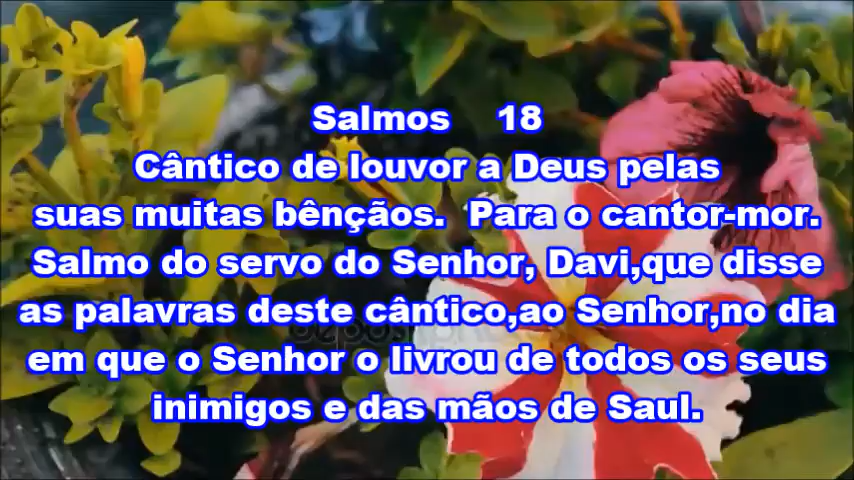 Salmos 18
Cântico de louvor a Deus pelas
suas muitas bênçãos. Para o cantor-mor.
Salmo do servo do Senhor, Davi,que disse
as palavras deste cântico,ao Senhor,no dia
em que o Senhor o livrou de todos os seus
inimigos e das mãos de Saul.